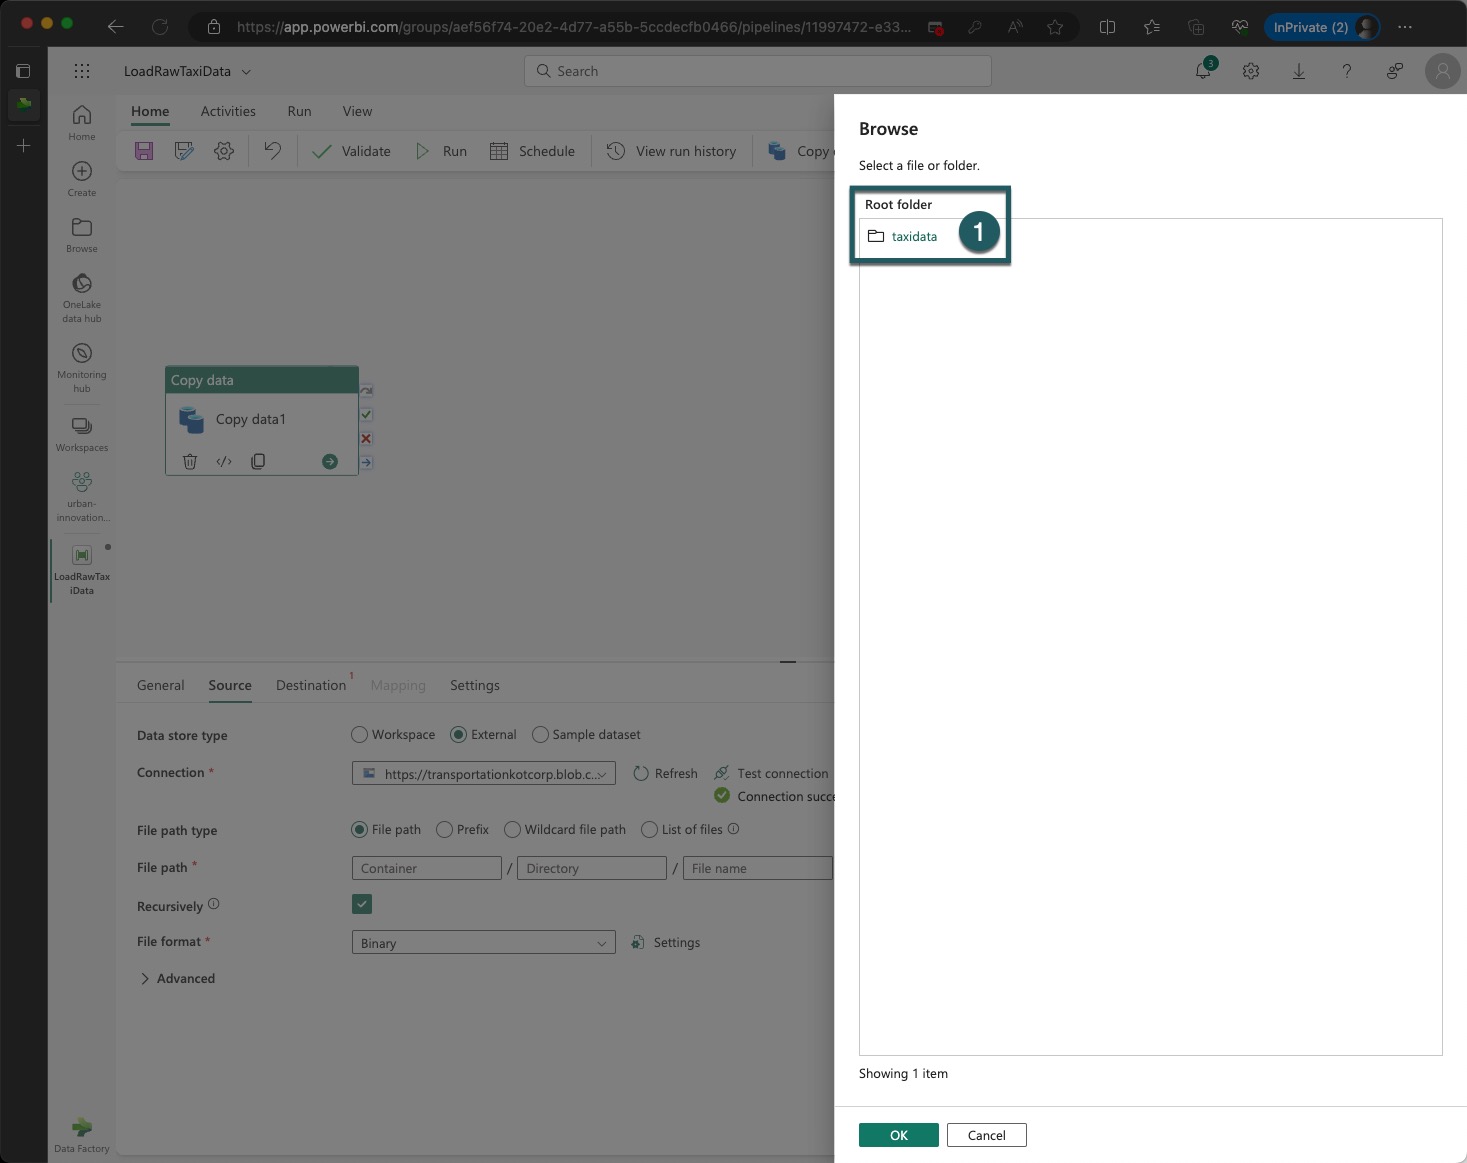 https://app.powerbi.com/groups/aef56f74-20e2-4d77-a55b-5ccdecfb0466/pipelines/11997472-e33...
InPrivate (2)
LoadRawTaxiData
Search
3
Home
Activities
Run
View
Validate
Run
Schedule
View run history
Copy
Home
Create
Browse
OneLake
data hub
Monitoring
hub
Workspaces
urban-
innovation...
LoadRawTax
iData
Data Factory
Copy data
Copy data1
General
Source
Destination 1
Mapping
Settings
Data store type
Workspace
External
Sample dataset
Connection *
https://transportationkotcorp.blob.c...
Refresh
Test connection
Connection succe
File path type
File path
Prefix
Wildcard file path
List of files
File path *
Container / Directory / File name
Recursively
File format *
Binary
Settings
Advanced
Browse
Select a file or folder.
Root folder
taxidata
1
Showing 1 item
OK
Cancel